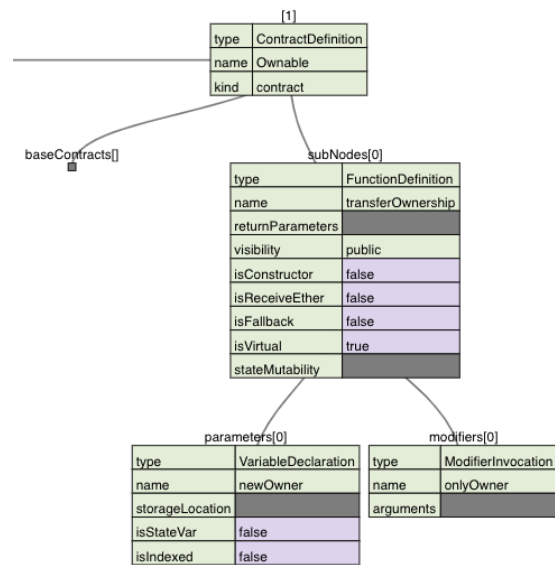 [1]
type ContractDefinition
name Ownable
kind contract
baseContracts[]
subNodes[0]
type FunctionDefinition
name transferOwnership
returnParameters
visibility public
isConstructor false
isReceiveEther false
isFallback false
isVirtual true
stateMutability
parameters[0]
type VariableDeclaration
name newOwner
storageLocation
isStateVar false
isIndexed false
modifiers[0]
type ModifierInvocation
name onlyOwner
arguments